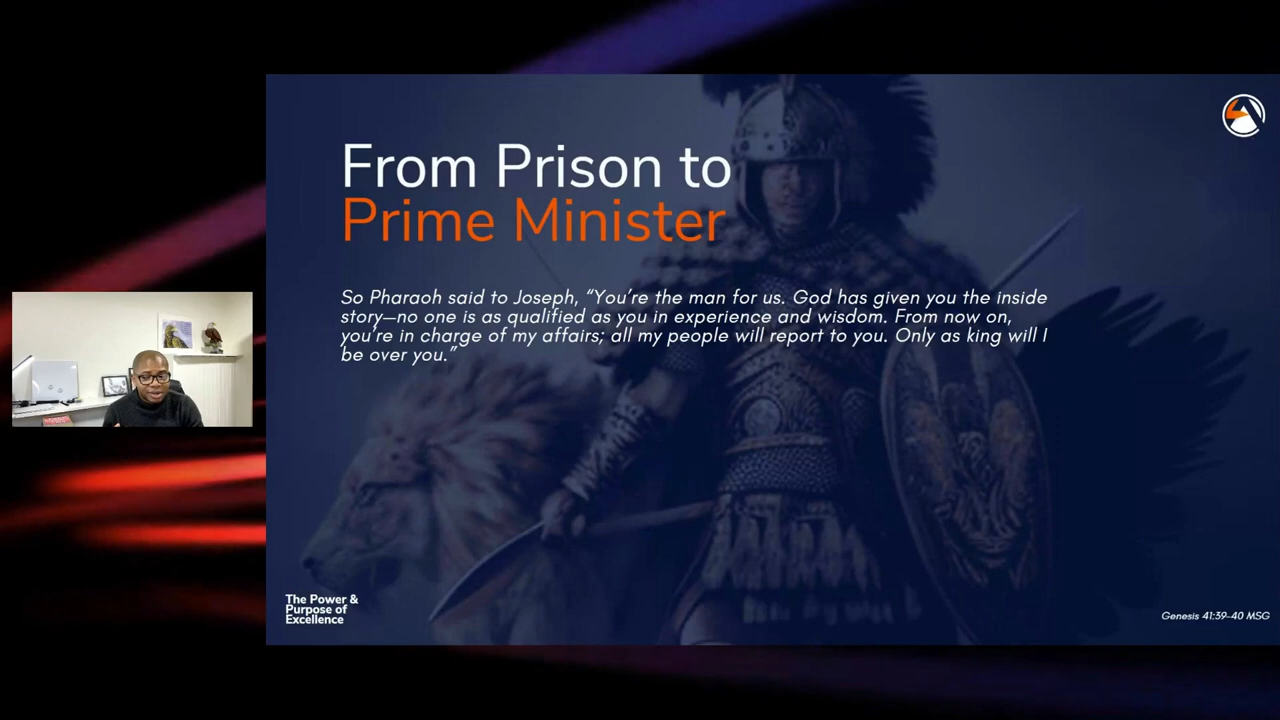 From Prison to
Prime Minister
So Pharaoh said to Joseph, “You’re the man for us. God has given you the inside
story—no one is as qualified as you in experience and wisdom. From now on,
you’re in charge of my affairs; all my people will report to you. Only as king will I
be over you.”
The Power &
Purpose of
Excellence
Genesis 41:39-40 MSG